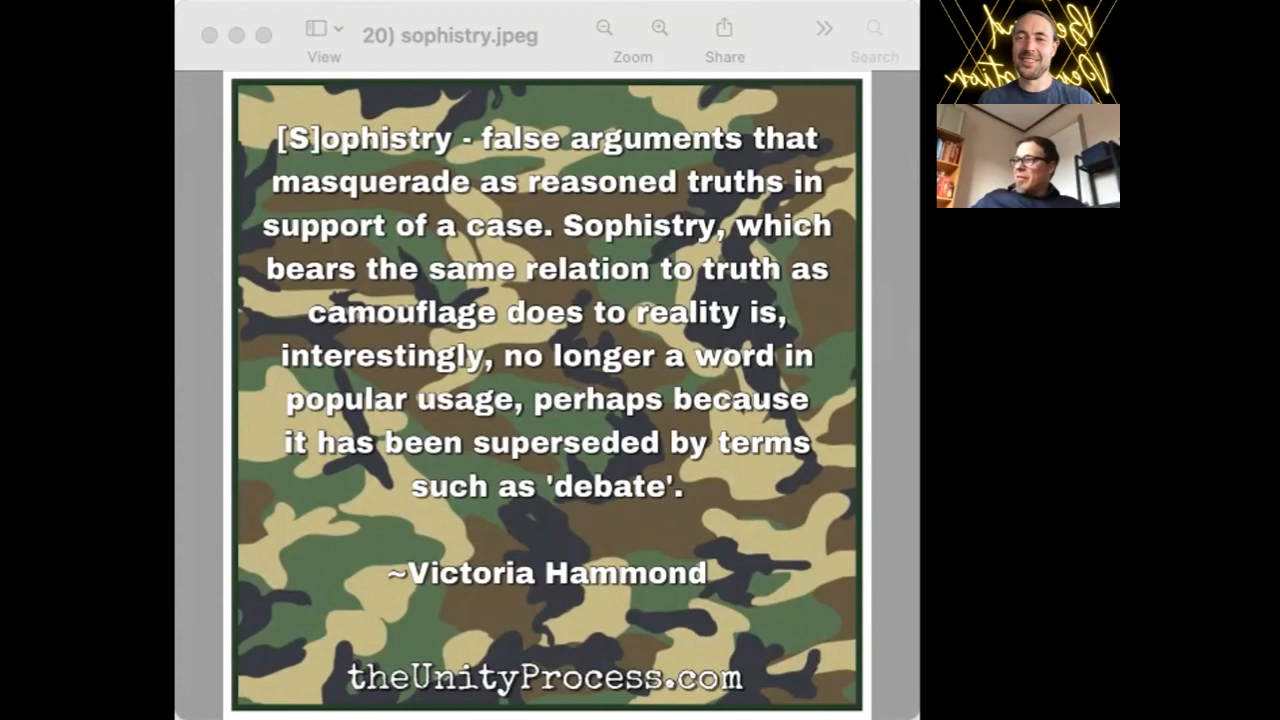 20) sophistry.jpeg
View
Zoom
Share
Search
[S]ophistry - false arguments that
masquerade as reasoned truths in
support of a case. Sophistry, which
bears the same relation to truth as
camouflage does to reality is,
interestingly, no longer a word in
popular usage, perhaps because
it has been superseded by terms
such as 'debate'.
~Victoria Hammond
theUnityProcess.com